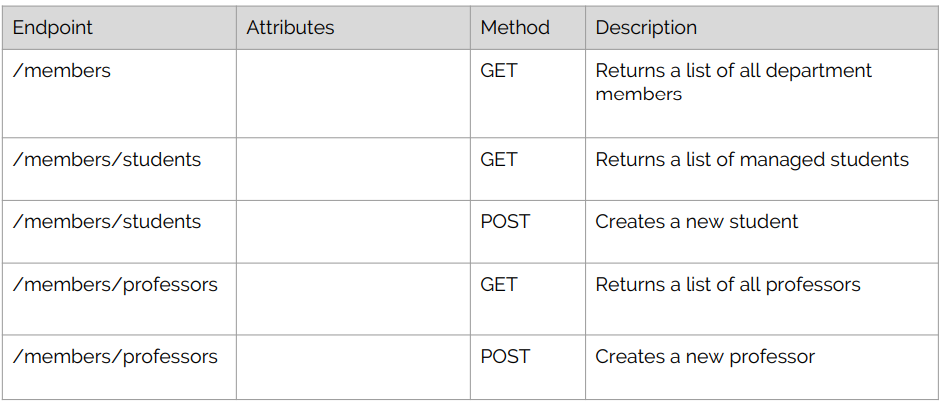 Endpoint Attributes Method Description
/members GET Returns a list of all department
members
/members/students GET Returns a list of managed students
/members/students POST Creates a new student
/members/professors GET Returns a list of all professors
/members/professors POST Creates a new professor